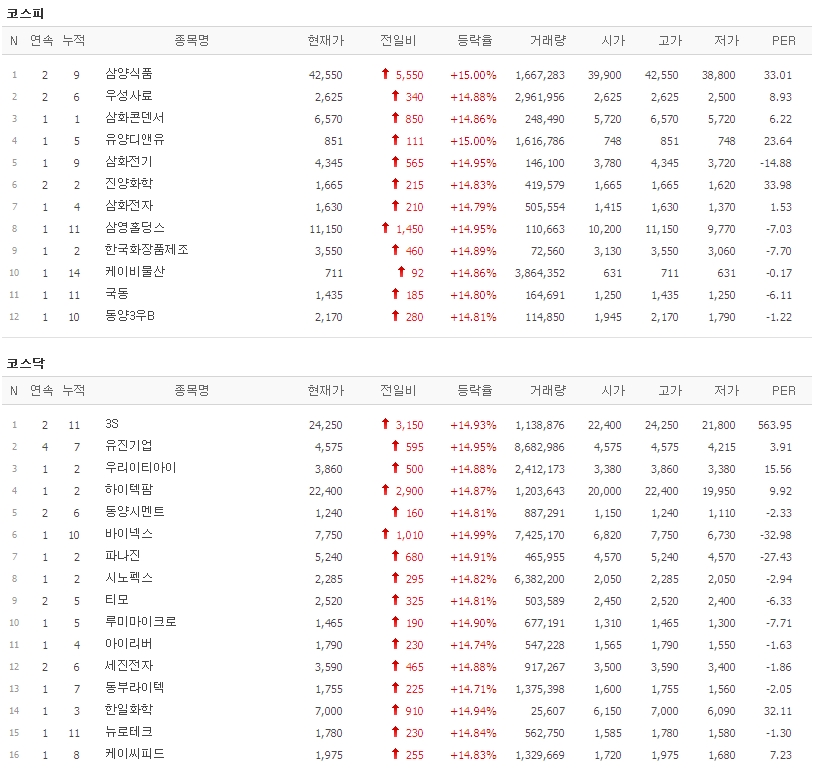 코스피
N 연속 누적 종목명 현재가 전일비 등락율 거래량 시가 고가 저가 PER
1 2 9 삼양식품 42,550 5,550 +15.00% 1,667,283 39,900 42,550 38,800 33.01
2 2 6 우성사료 2,625 340 +14.88% 2,961,956 2,625 2,625 2,500 8.93
3 1 1 삼화콘덴서 6,570 850 +14.86% 248,490 5,720 6,570 5,720 6.22
4 1 5 유양디앤유 851 111 +15.00% 1,616,786 748 851 748 23.64
5 1 9 삼화전기 4,345 565 +14.95% 146,100 3,780 4,345 3,720 -14.88
6 2 2 진양화학 1,665 215 +14.83% 419,579 1,665 1,665 1,620 33.98
7 1 4 삼화전자 1,630 210 +14.79% 505,554 1,415 1,630 1,370 1.53
8 1 11 삼영홀딩스 11,150 1,450 +14.95% 110,663 10,200 11,150 9,770 -7.03
9 1 2 한국화장품제조 3,550 460 +14.89% 72,560 3,130 3,550 3,060 -7.70
10 1 14 케이비물산 711 92 +14.86% 3,864,352 631 711 631 -0.17
11 1 11 국동 1,435 185 +14.80% 164,691 1,250 1,435 1,250 -6.11
12 1 10 동양3우B 2,170 280 +14.81% 114,850 1,945 2,170 1,790 -1.22
코스닥
N 연속 누적 종목명 현재가 전일비 등락율 거래량 시가 고가 저가 PER
1 2 11 3S 24,250 3,150 +14.93% 1,138,876 22,400 24,250 21,800 563.95
2 4 7 유진기업 4,575 595 +14.95% 8,682,986 4,575 4,575 4,215 3.91
3 1 2 우리이티아이 3,860 500 +14.88% 2,412,173 3,380 3,860 3,380 15.56
4 1 2 하이텍팜 22,400 2,900 +14.87% 1,203,643 20,000 22,400 19,950 9.92
5 2 6 동양시멘트 1,240 160 +14.81% 887,291 1,150 1,240 1,110 -2.33
6 1 10 바이넥스 7,750 1,010 +14.99% 7,425,170 6,820 7,750 6,730 -32.98
7 1 2 파나진 5,240 680 +14.91% 465,955 4,570 5,240 4,570 -27.43
8 1 2 시노펙스 2,285 295 +14.82% 6,382,200 2,050 2,285 2,050 -2.94
9 2 5 티모 2,520 325 +14.81% 503,589 2,450 2,520 2,400 -6.33
10 1 5 루미마이크로 1,465 190 +14.90% 677,191 1,310 1,465 1,300 -7.71
11 1 4 아이리버 1,790 230 +14.74% 547,228 1,565 1,790 1,550 -1.63
12 2 6 세진전자 3,590 465 +14.88% 917,267 3,500 3,590 3,400 -1.86
13 1 7 동부라이텍 1,755 225 +14.71% 1,375,398 1,600 1,755 1,560 -2.05
14 1 3 한일화학 7,000 910 +14.94% 25,607 6,150 7,000 6,090 32.11
15 1 11 뉴로테크 1,780 230 +14.84% 562,750 1,585 1,780 1,580 -1.30
16 1 8 케이씨피드 1,975 255 +14.83% 1,329,669 1,720 1,975 1,680 7.23